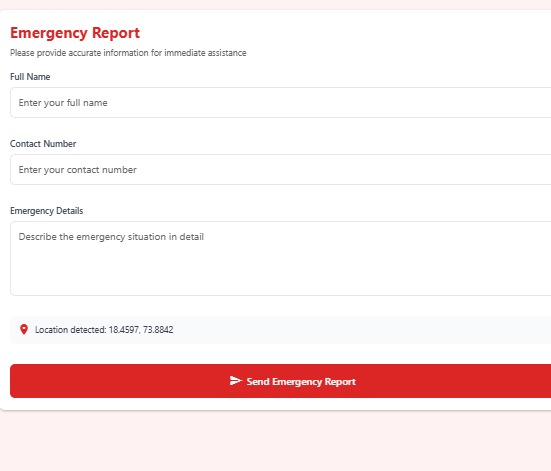 Emergency Report
Please provide accurate information for immediate assistance
Full Name
Enter your full name
Contact Number
Enter your contact number
Emergency Details
Describe the emergency situation in detail
Location detected: 18.4597, 73.8842
Send Emergency Report